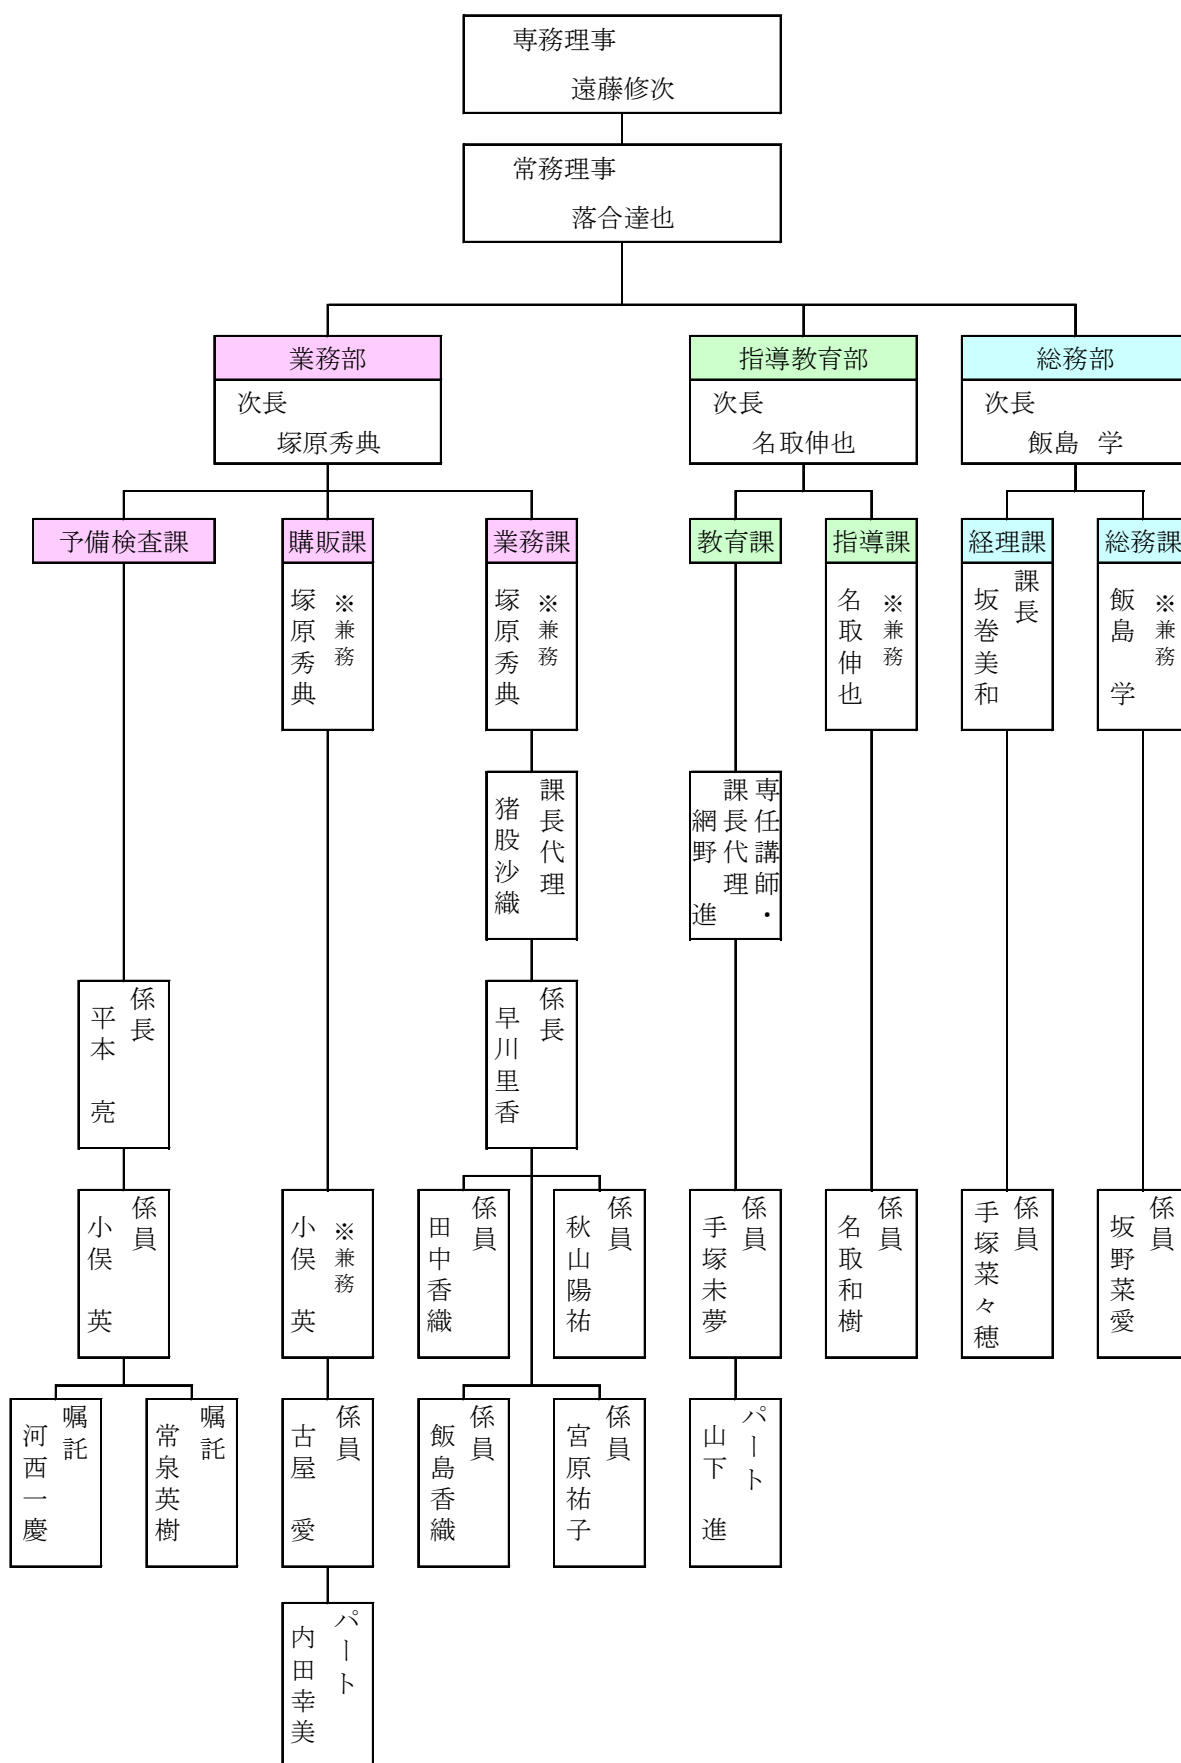 専務理事
遠藤修次
常務理事
落合達也
業務部
次長
塚原秀典
指導教育部
次長
名取伸也
総務部
次長
飯島 学
予備検査課
購販課
※兼務
塚原秀典
業務課
※兼務
塚原秀典
教育課
指導課
※兼務
名取伸也
経理課
課長
坂巻美和
総務課
※兼務
飯島 学
課長代理
猪股沙織
専任講師・
課長代理
網野 進
係長
平本 亮
係長
早川里香
係員
小俣 英
※兼務
小俣 英
係員
田中香織
係員
秋山陽祐
係員
手塚未夢
係員
名取和樹
係員
手塚菜々穂
係員
坂野菜愛
嘱託
河西一慶
嘱託
常泉英樹
係員
古屋 愛
係員
飯島香織
係員
宮原祐子
パート
山下 進
パート
内田幸美